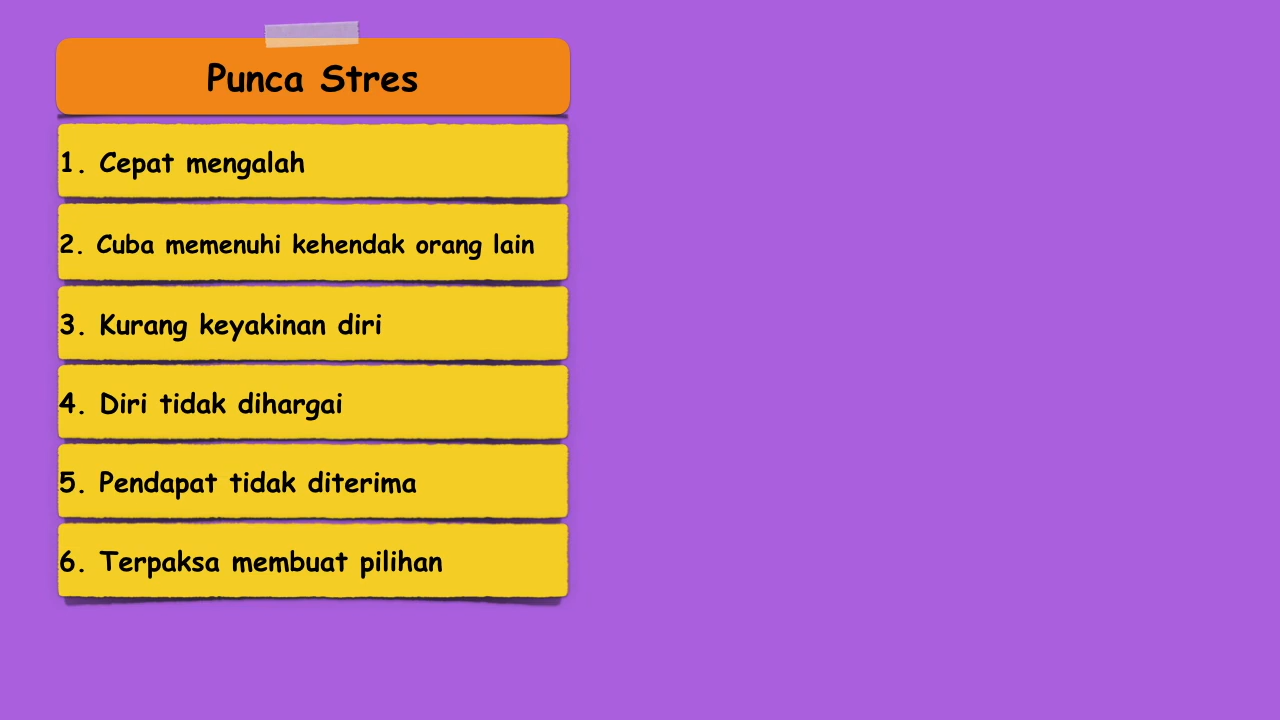 Punca Stres
1. Cepat mengalah
2. Cuba memenuhi kehendak orang lain
3. Kurang keyakinan diri
4. Diri tidak dihargai
5. Pendapat tidak diterima
6. Terpaksa membuat pilihan